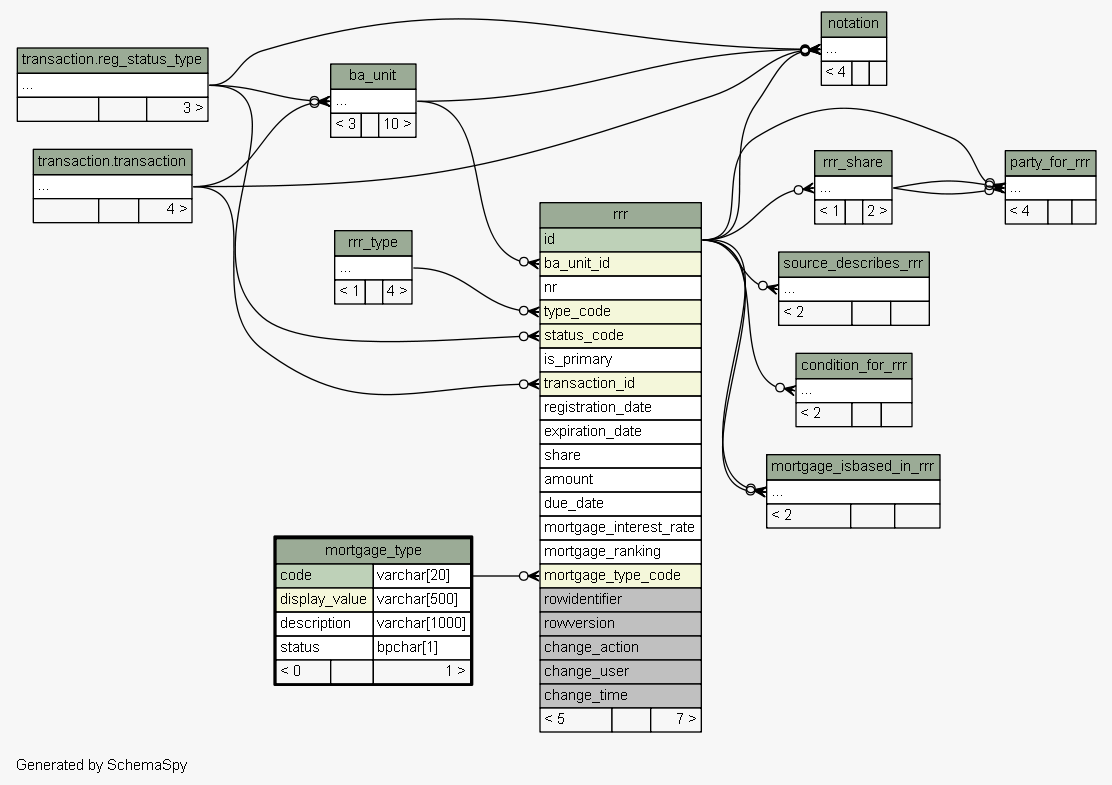 notation
...
< 4
transaction.reg_status_type
...
3 >
ba_unit
...
< 3 10 >
transaction.transaction
...
4 >
rrr_share
...
< 1 2 >
party_for_rrr
...
< 4
rrr_type
...
< 1 4 >
rrr
id
ba_unit_id
nr
type_code
status_code
is_primary
transaction_id
registration_date
expiration_date
share
amount
due_date
mortgage_interest_rate
mortgage_ranking
mortgage_type_code
rowidentifier
rowversion
change_action
change_user
change_time
< 5 7 >
source_describes_rrr
...
< 2
condition_for_rrr
...
< 2
mortgage_isbased_in_rrr
...
< 2
mortgage_type
code varchar[20]
display_value varchar[500]
description varchar[1000]
status bpchar[1]
< 0 1 >
Generated by SchemaSpy